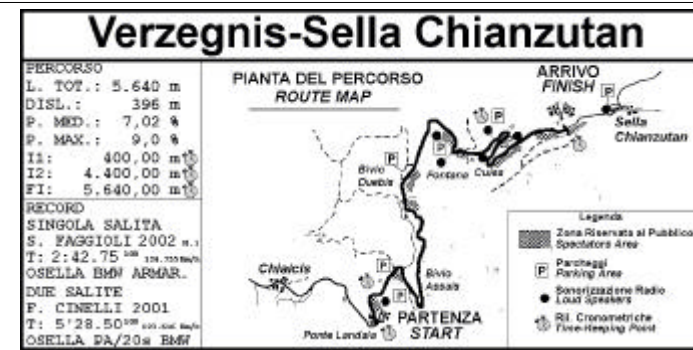 Verzegnis-Sella Chianzutan
PERCORSO
L. TOT.: 5.640 m
DISL.: 396 m
P. MED.: 7,02 %
P. MAX.: 9,0 %
I1: 400,00 m
I2: 4.400,00 m
FI: 5.640,00 m
RECORD
SINGOLA SALITA
S. FAGGIOLI 2002
T: 2:42.75
OSELLA BMW ARMAR.
DUE SALITE
F. CINELLI 2001
T: 5'28.50
OSELLA PA/20s BMW
PIANTA DEL PERCORSO
ROUTE MAP
ARRIVO
FINISH
P
Sella
Chianzutan
P
P
Bivio
Duebis
Fontana
Cuies
Chiaicis
P
Bivio
Assais
P
PARTENZA
START
Ponte Landaia
Legenda
Zona Riservata al Pubblico
Spectators Area
P
Parcheggi
Parking Area
Sonorizzazione Radio
Loud Speakers
Ril. Cronometriche
Time-Keeping Point